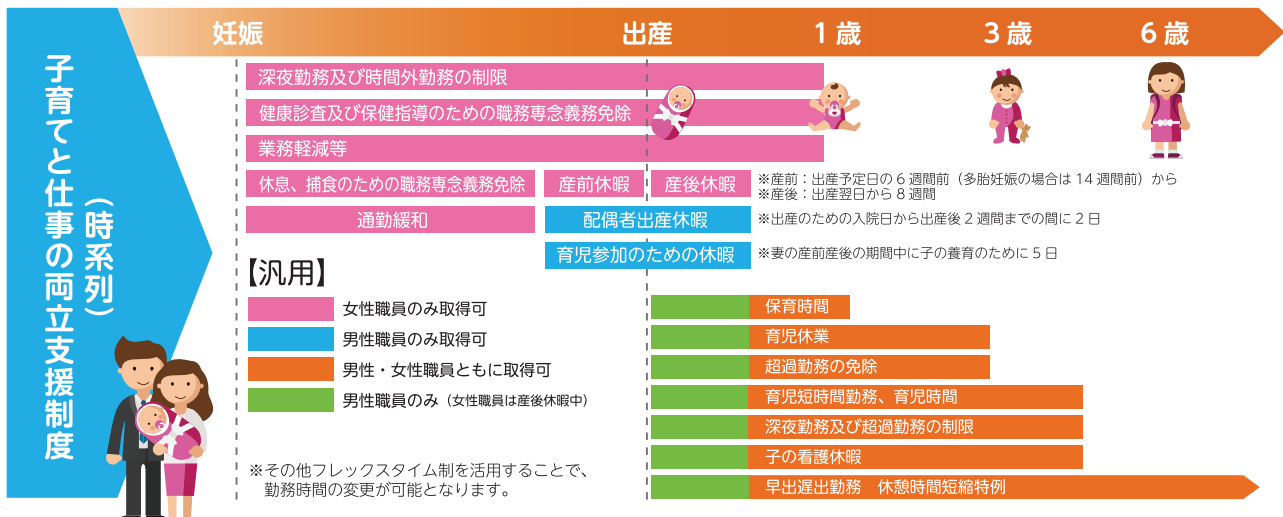 子育てと仕事の両立支援制度
（時系列）
妊娠
出産
1 歳
3 歳
6 歳
深夜勤務及び時間外勤務の制限
健康診査及び保健指導のための職務専念義務免除
業務軽減等
休息、捕食のための職務専念義務免除
産前休暇
産後休暇
※産前：出産予定日の 6 週間前（多胎妊娠の場合は 14 週間前）から
※産後：出産翌日から 8 週間
通勤緩和
配偶者出産休暇
※出産のための入院日から出産後 2 週間までの間に 2 日
育児参加のための休暇
※妻の産前産後の期間中に子の養育のために 5 日
【汎用】
女性職員のみ取得可
男性職員のみ取得可
男性・女性職員ともに取得可
男性職員のみ（女性職員は産後休暇中）
保育時間
育児休業
超過勤務の免除
育児短時間勤務、育児時間
深夜勤務及び超過勤務の制限
子の看護休暇
早出遅出勤務　休憩時間短縮特例
※その他フレックスタイム制を活用することで、
勤務時間の変更が可能となります。